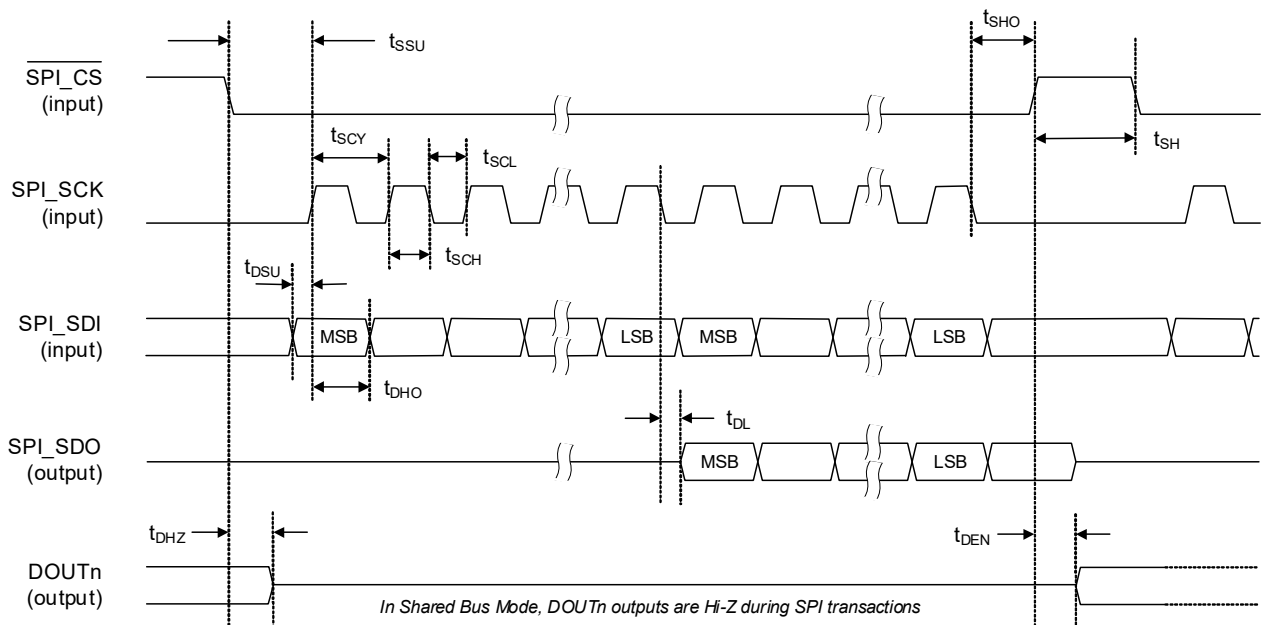 tSSU
tSHO
SPI_CS
(input)
tSCY
tSCL
tSH
SPI_SCK
(input)
tSCH
tDSU
SPI_SDI
(input)
MSB
LSB
MSB
LSB
tDHO
tDL
SPI_SDO
(output)
MSB
LSB
tDHZ
tDEN
DOUTn
(output)
In Shared Bus Mode, DOUTn outputs are Hi-Z during SPI transactions